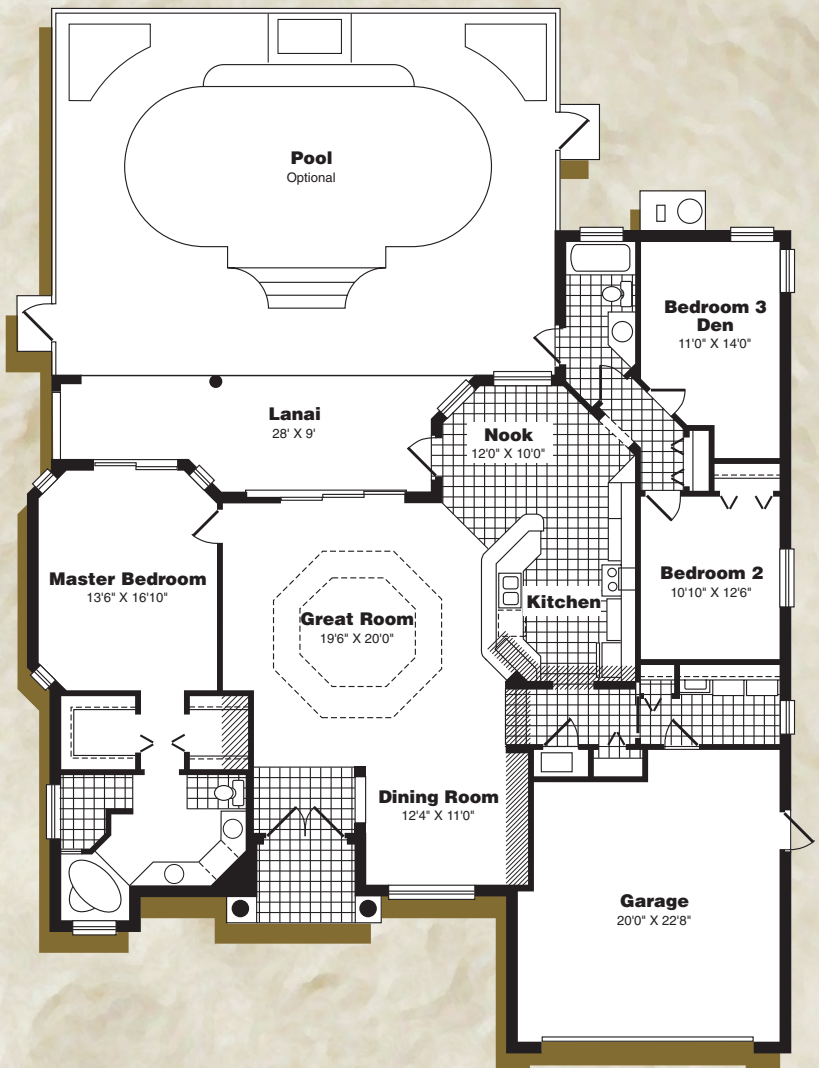 Pool
Optional
Bedroom 3
Den
11'0" X 14'0"
Lanai
28' X 9'
Nook
12'0" X 10'0"
Master Bedroom
13'6" X 16'10"
Great Room
19'6" X 20'0"
Kitchen
Bedroom 2
10'10" X 12'6"
Dining Room
12'4" X 11'0"
Garage
20'0" X 22'8"